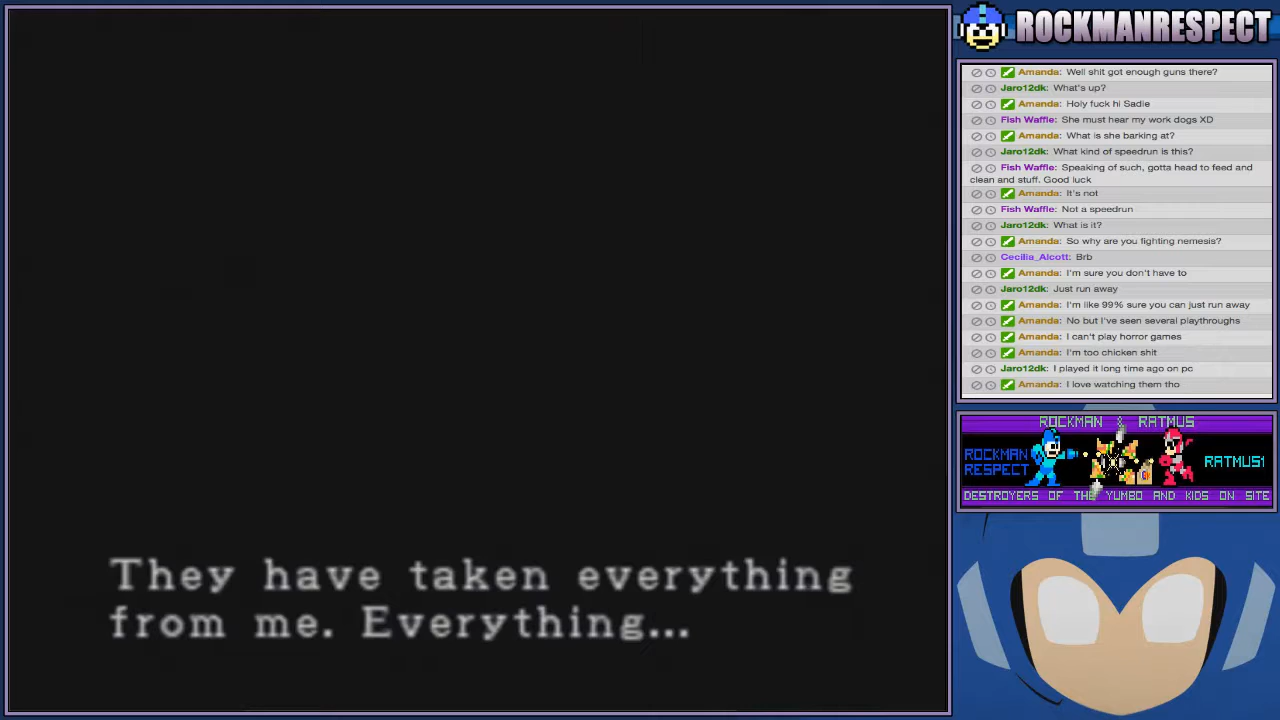 ROCKMANRESPECT
Amanda: Well shit got enough guns there?
Jaro12dk: What's up?
Amanda: Holy fuck hi Sadie
Fish Waffle: She must hear my work dogs XD
Amanda: What is she barking at?
Jaro12dk: What kind of speedrun is this?
Fish Waffle: Speaking of such, gotta head to feed and
clean and stuff. Good luck
Amanda: It's not
Fish Waffle: Not a speedrun
Jaro12dk: What is it?
Amanda: So why are you fighting nemesis?
Cecilia_Alcott: Brb
Amanda: I'm sure you don't have to
Jaro12dk: Just run away
Amanda: I'm like 99% sure you can just run away
Amanda: No but I've seen several playthroughs
Amanda: I can't play horror games
Amanda: I'm too chicken shit
Jaro12dk: I played it long time ago on pc
Amanda: I love watching them tho
ROCKMAN & RATMUS
ROCKMAN
RESPECT
RATMUS1
DESTROYERS OF THE YUMBO AND KIDS ON SITE
They have taken everything
from me. Everything...